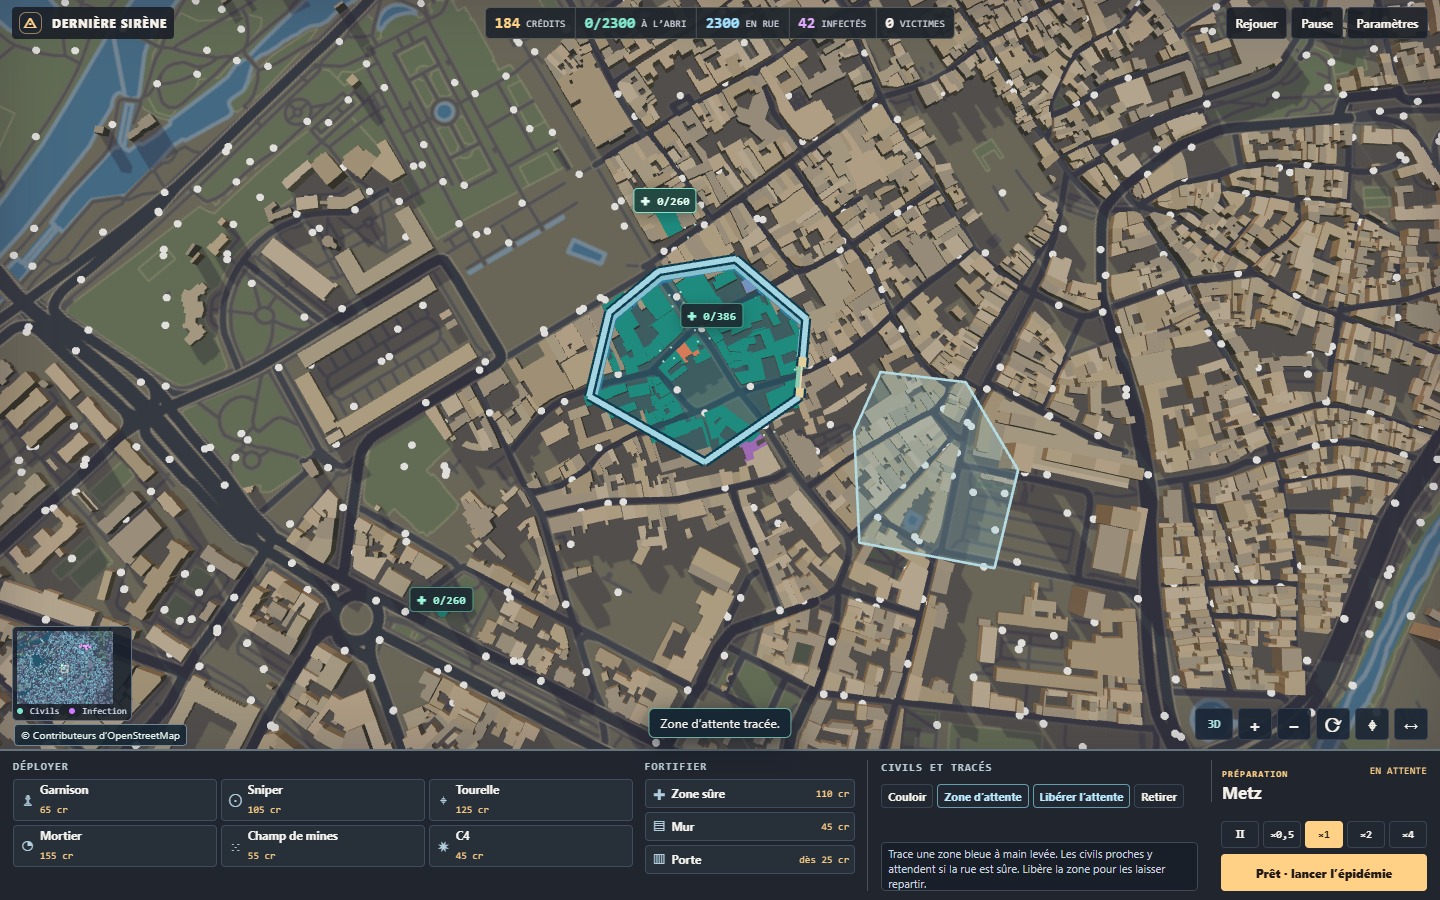 DERNIÈRE SIRÈNE
184 CRÉDITS 0/2300 À L'ABRI 2300 EN RUE 42 INFECTÉS 0 VICTIMES
Rejouer Pause Paramètres
0/260
0/386
0/260
Civils Infection
© Contributeurs d'OpenStreetMap
Zone d'attente tracée.
3D + −
DÉPLOYER
Garnison
65 cr
Sniper
105 cr
Tourelle
125 cr
Mortier
155 cr
Champ de mines
55 cr
C4
45 cr
FORTIFIER
Zone sûre 110 cr
Mur 45 cr
Porte dès 25 cr
CIVILS ET TRACÉS
Couloir Zone d'attente Libérer l'attente Retirer
Trace une zone bleue à main levée. Les civils proches y
attendent si la rue est sûre. Libère la zone pour les laisser
repartir.
PRÉPARATION EN ATTENTE
Metz
II ×0,5 ×1 ×2 ×4
Prêt · lancer l'épidémie